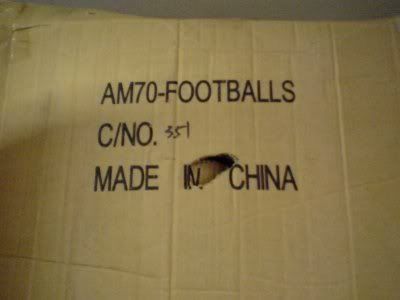 AM70-FOOTBALLS
C/NO. 351
MADE IN CHINA